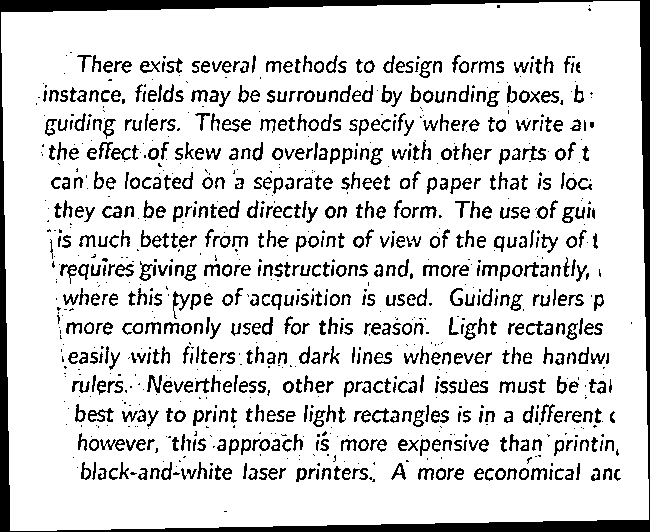 There exist several methods to design forms with fie
instance, fields may be surrounded by bounding boxes, b
guiding rulers. These methods specify where to write an
the effect of skew and overlapping with other parts of t
can be located on a separate sheet of paper that is loca
they can be printed directly on the form. The use of gui
is much better from the point of view of the quality of t
requires giving more instructions and, more importantly,
where this type of acquisition is used. Guiding rulers p
more commonly used for this reason. Light rectangles
easily with filters than dark lines whenever the handwr
rulers. Nevertheless, other practical issues must be tak
best way to print these light rectangles is in a different c
however, this approach is more expensive than printin
black-and-white laser printers. A more economical and